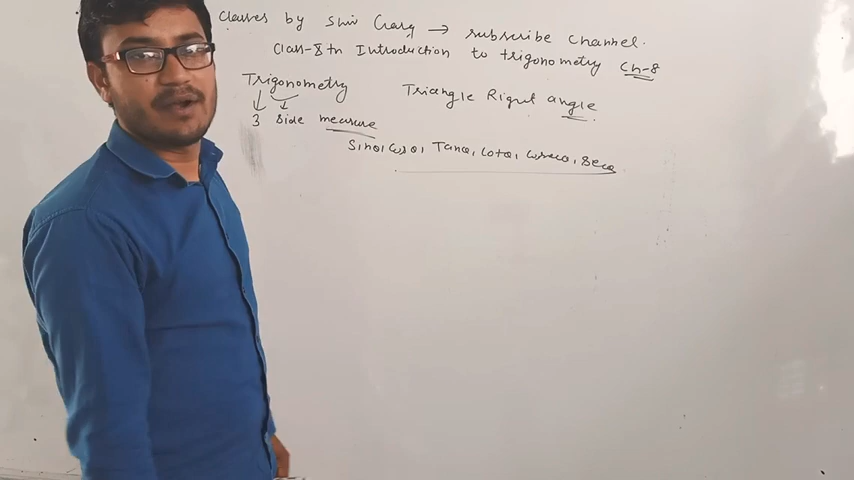 Classes by Shiv Garg → subscribe channel.
Class-8th Introduction to trigonometry Ch-8
Trigonometry Triangle Right angle
3 side measure
Sinθ, Cosθ, Tanθ, Cotθ, Cosecθ, Secθ